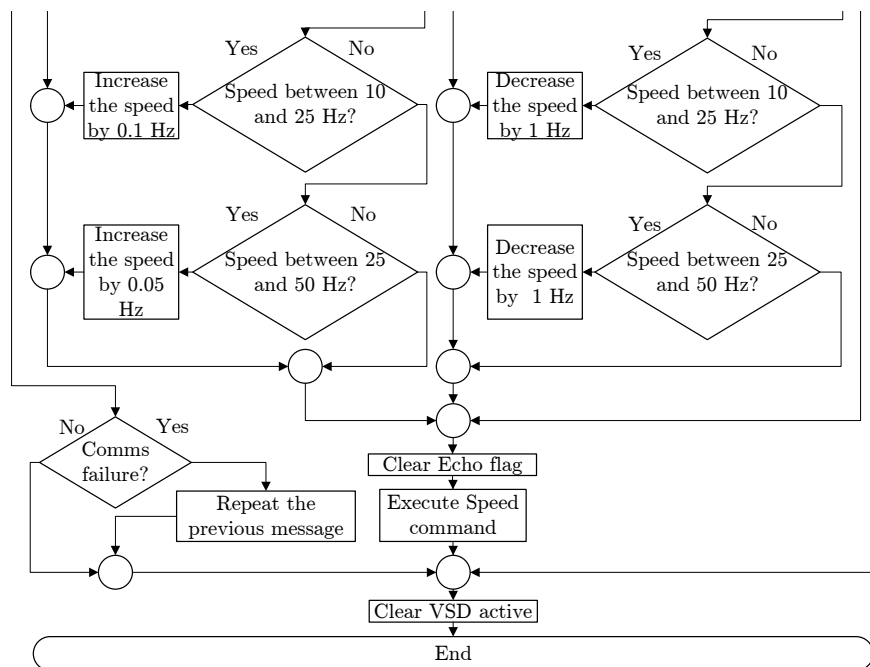 Yes
No
Increase
the speed
by 0.1 Hz
Speed between 10
and 25 Hz?
Decrease
the speed
by 1 Hz
Speed between 10
and 25 Hz?
Yes
No
Yes
No
Increase
the speed
by 0.05
Hz
Speed between 25
and 50 Hz?
Yes
No
Decrease
the speed
by 1 Hz
Speed between 25
and 50 Hz?
No
Yes
Comms
failure?
Repeat the
previous message
Clear Echo flag
Execute Speed
command
Clear VSD active
End